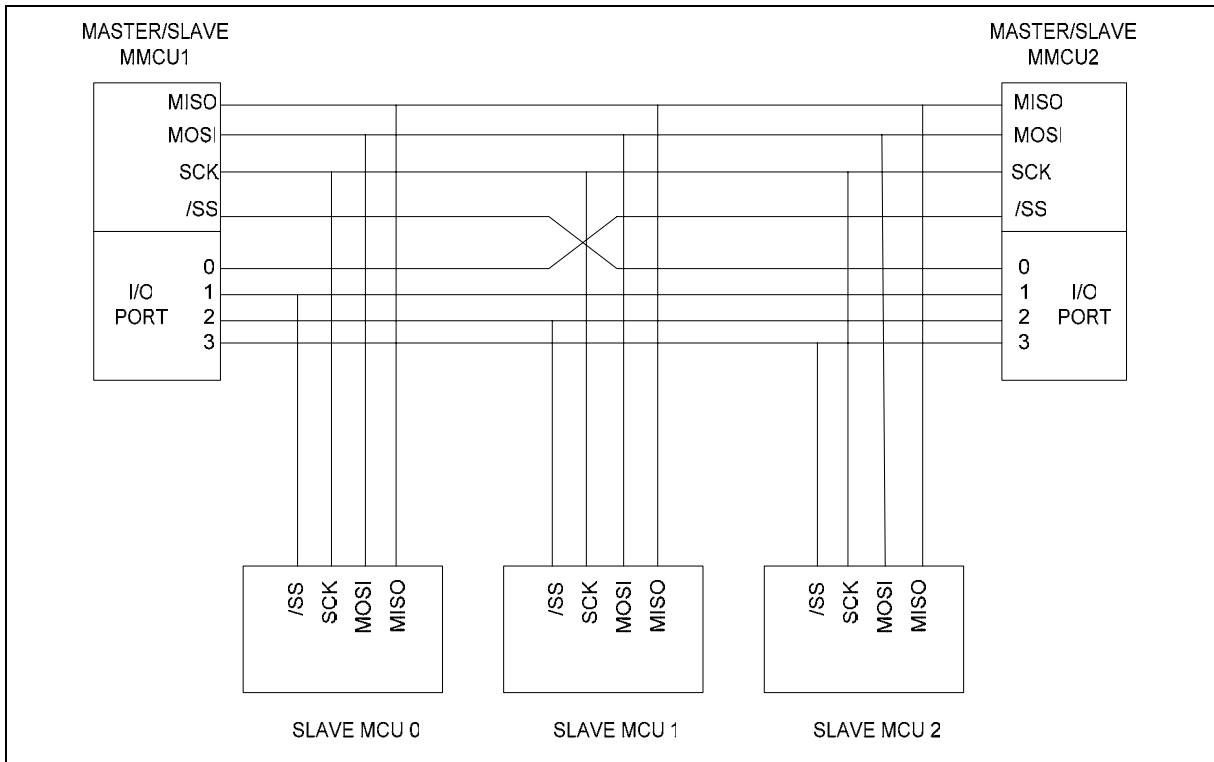 MASTER/SLAVE
MMCU1
MASTER/SLAVE
MMCU2
MISO
MOSI
SCK
/SS
0
1
2
3
I/O
PORT
MISO
MOSI
SCK
/SS
0
1
2
3
I/O
PORT
/SS
SCK
MOSI
MISO
/SS
SCK
MOSI
MISO
/SS
SCK
MOSI
MISO
SLAVE MCU 0
SLAVE MCU 1
SLAVE MCU 2